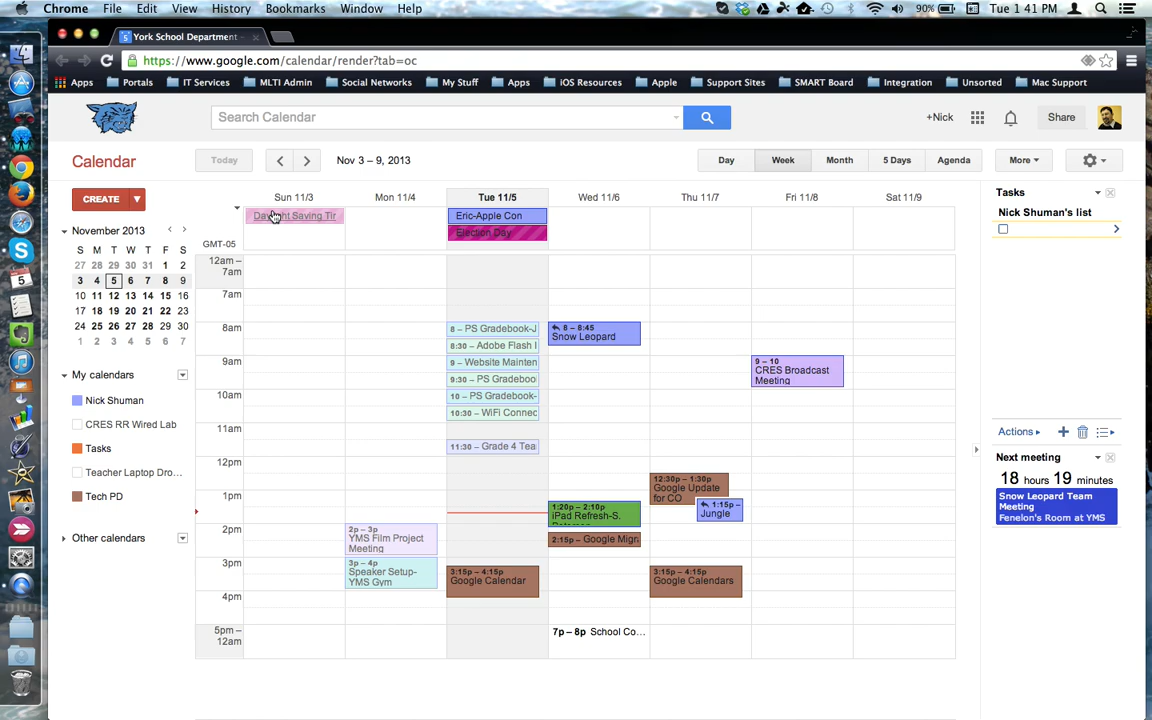 Chrome File Edit View History Bookmarks Window Help 90% Tue 1 41 PM
York School Department -
https://www.google.com/calendar/render?tab=oc
Apps Portals IT Services MLTI Admin Social Networks My Stuff Apps iOS Resources Apple Support Sites SMART Board Integration Unsorted Mac Support
Search Calendar
+Nick Share
Calendar
Today Nov 3 – 9, 2013 Day Week Month 5 Days Agenda More
CREATE
Sun 11/3 Mon 11/4 Tue 11/5 Wed 11/6 Thu 11/7 Fri 11/8 Sat 11/9
Daylight Saving Tir
Eric-Apple Con
Election Day
GMT-05
November 2013
S M T W T F S
27 28 29 30 31 1 2
3 4 5 6 7 8 9
10 11 12 13 14 15 16
17 18 19 20 21 22 23
24 25 26 27 28 29 30
1 2 3 4 5 6 7
My calendars
Nick Shuman
CRES RR Wired Lab
Tasks
Teacher Laptop Dro...
Tech PD
Other calendars
12am –
7am
7am
8am
9am
10am
11am
12pm
1pm
2pm
3pm
4pm
5pm –
12am
2p – 3p
YMS Film Project
Meeting
3p – 4p
Speaker Setup-
YMS Gym
8 – PS Gradebook-J
8:30 – Adobe Flash I
9 – Website Mainten
9:30 – PS Gradeboo
10 – PS Gradebook-
10:30 – WiFi Connec
11:30 – Grade 4 Tea
3:15p – 4:15p
Google Calendar
8 – 8:45
Snow Leopard
1:20p – 2:10p
iPad Refresh-S.
2:15p – Google Migra
7p – 8p School Co...
12:30p – 1:30p
Google Update
for CO
1:15p –
Jungle
3:15p – 4:15p
Google Calendars
9 – 10
CRES Broadcast
Meeting
Tasks
Nick Shuman's list
Actions
Next meeting
18 hours 19 minutes
Snow Leopard Team
Meeting
Fenelon's Room at YMS
5